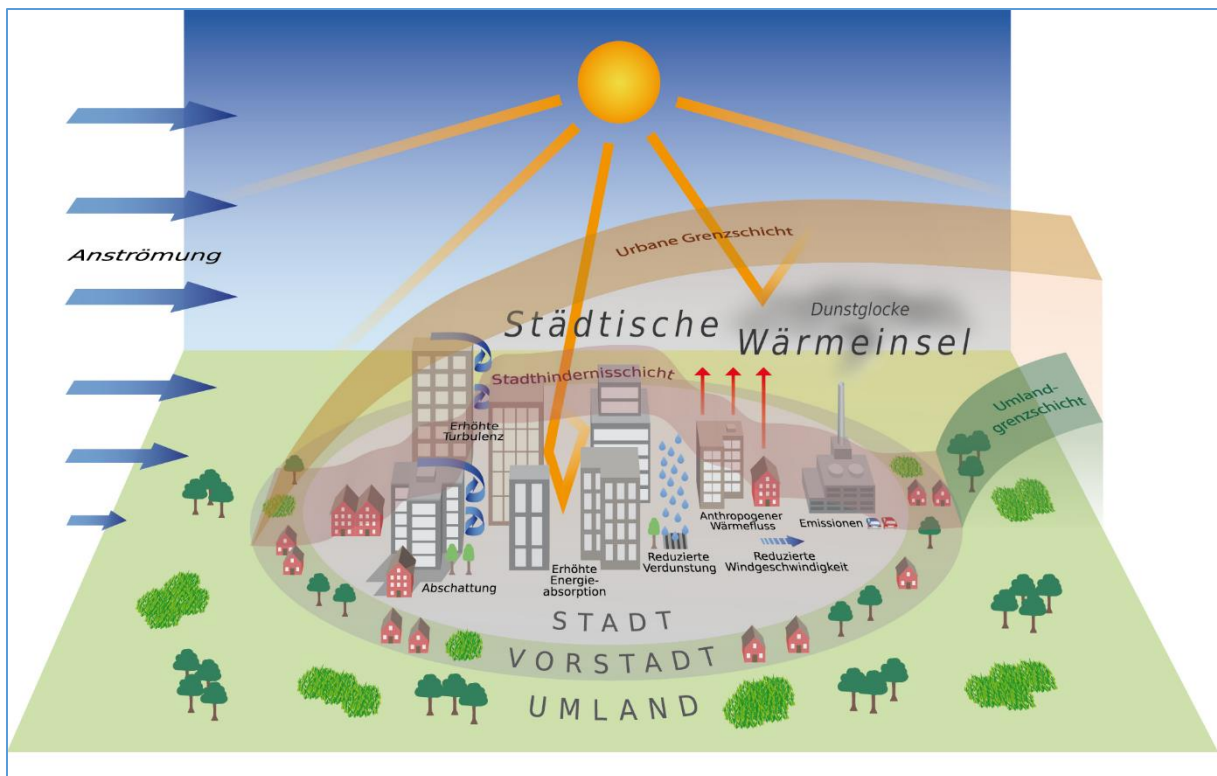 Anströmung
Urbane Grenzschicht
Dunstglocke
Städtische
Wärmeinsel
Stadthindernisschicht
Umland-
grenzschicht
Erhöhte
Turbulenz
Abschattung
Erhöhte
Energie-
absorption
Reduzierte
Verdunstung
Anthropogener
Wärmefluss
Emissionen
Reduzierte
Windgeschwindigkeit
STADT
VORSTADT
UMLAND